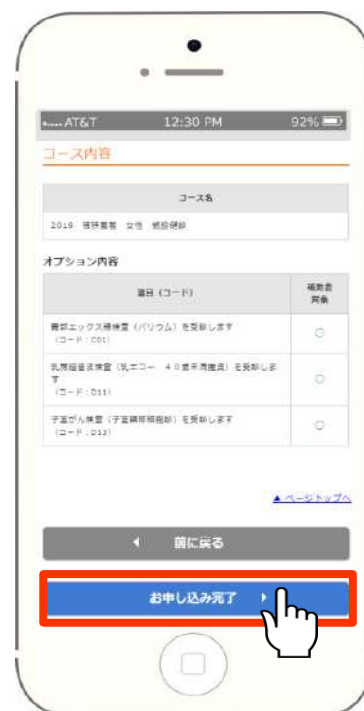 AT&T 12:30 PM 92%
コース内容
コース名
2019 被扶養者 女性 施設健診
オプション内容
項目（コード） 補助金
対象
胃部エックス線検査（バリウム）を受診します ○
（コード：C01）
乳房超音波検査（乳エコー 40歳未満推奨）を受診しま
す ○
（コード：D11）
子宮がん検査（子宮頸部細胞診）を受診します ○
（コード：D13）
▲ ページトップへ
前に戻る
お申し込み完了